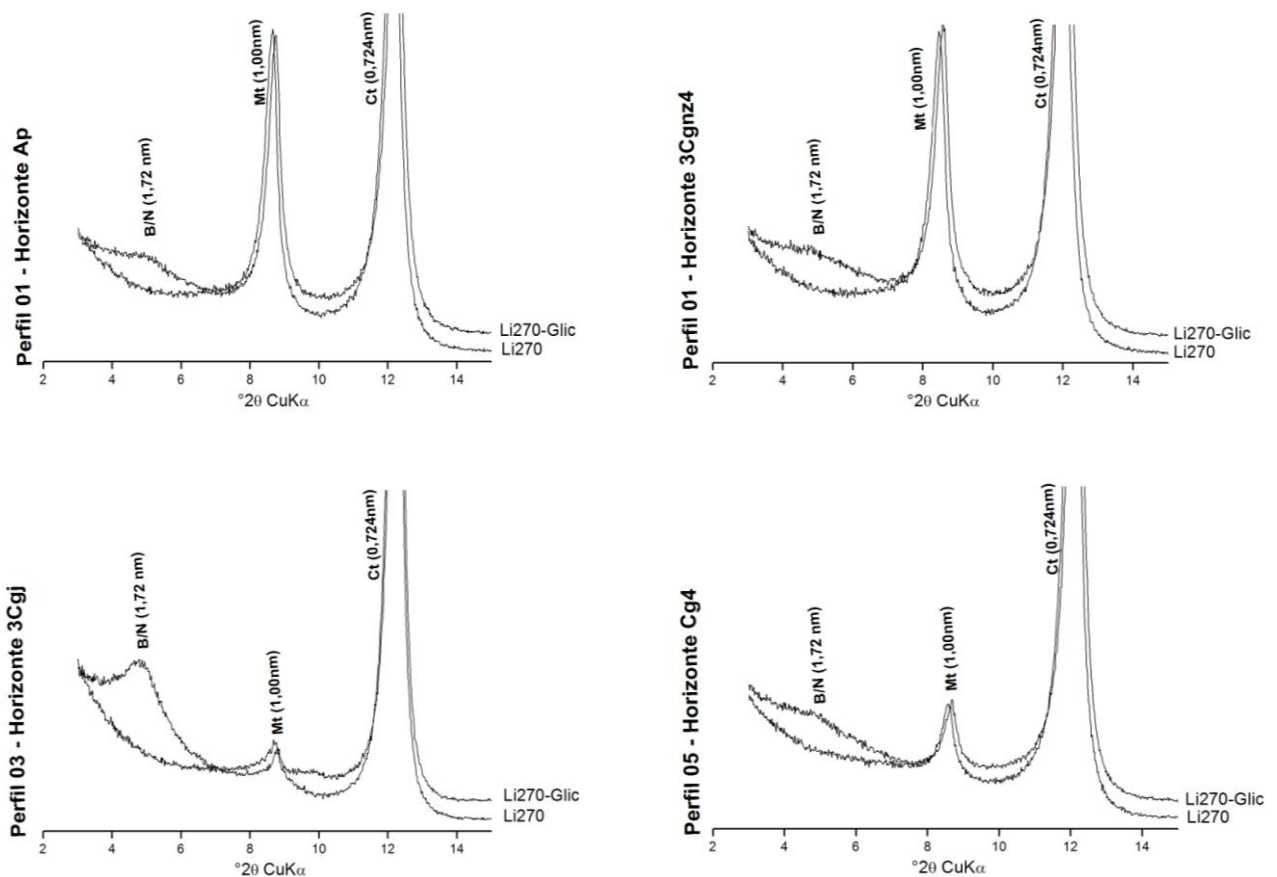 Perfil 01 - Horizonte Ap
B/N (1,72 nm)
Mt (1,00nm)
Ct (0,724nm)
Li270-Glic
Li270
2 4 6 8 10 12 14
°2θ CuKα
Perfil 01 - Horizonte 3Cgnz4
B/N (1,72 nm)
Mt (1,00nm)
Ct (0,724nm)
Li270-Glic
Li270
2 4 6 8 10 12 14
°2θ CuKα
Perfil 03 - Horizonte 3Cgj
B/N (1,72 nm)
Mt (1,00nm)
Ct (0,724nm)
Li270-Glic
Li270
2 4 6 8 10 12 14
°2θ CuKα
Perfil 05 - Horizonte Cg4
B/N (1,72 nm)
Mt (1,00nm)
Ct (0,724nm)
Li270-Glic
Li270
2 4 6 8 10 12 14
°2θ CuKα